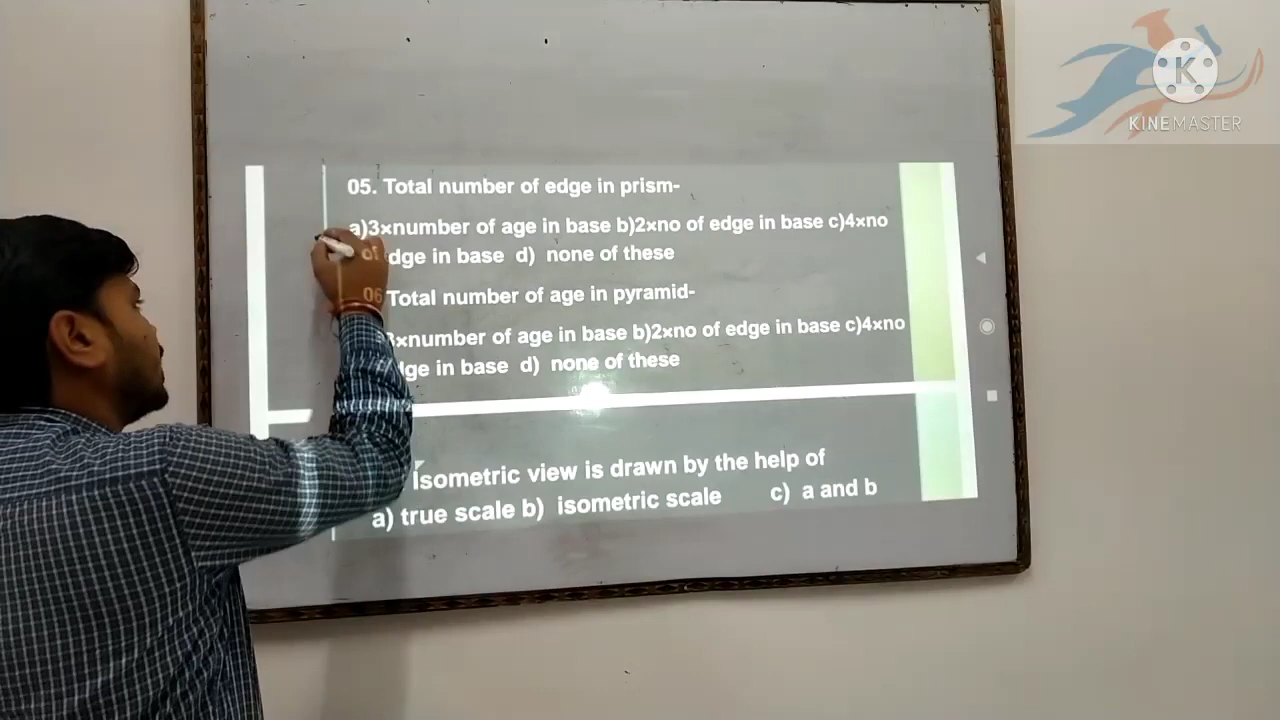 KINEMASTER
05. Total number of edge in prism-
a)3×number of age in base b)2×no of edge in base c)4×no
of dge in base d) none of these
06 Total number of age in pyramid-
×number of age in base b)2×no of edge in base c)4×no
dge in base d) none of these
Isometric view is drawn by the help of
a) true scale b) isometric scale c) a and b